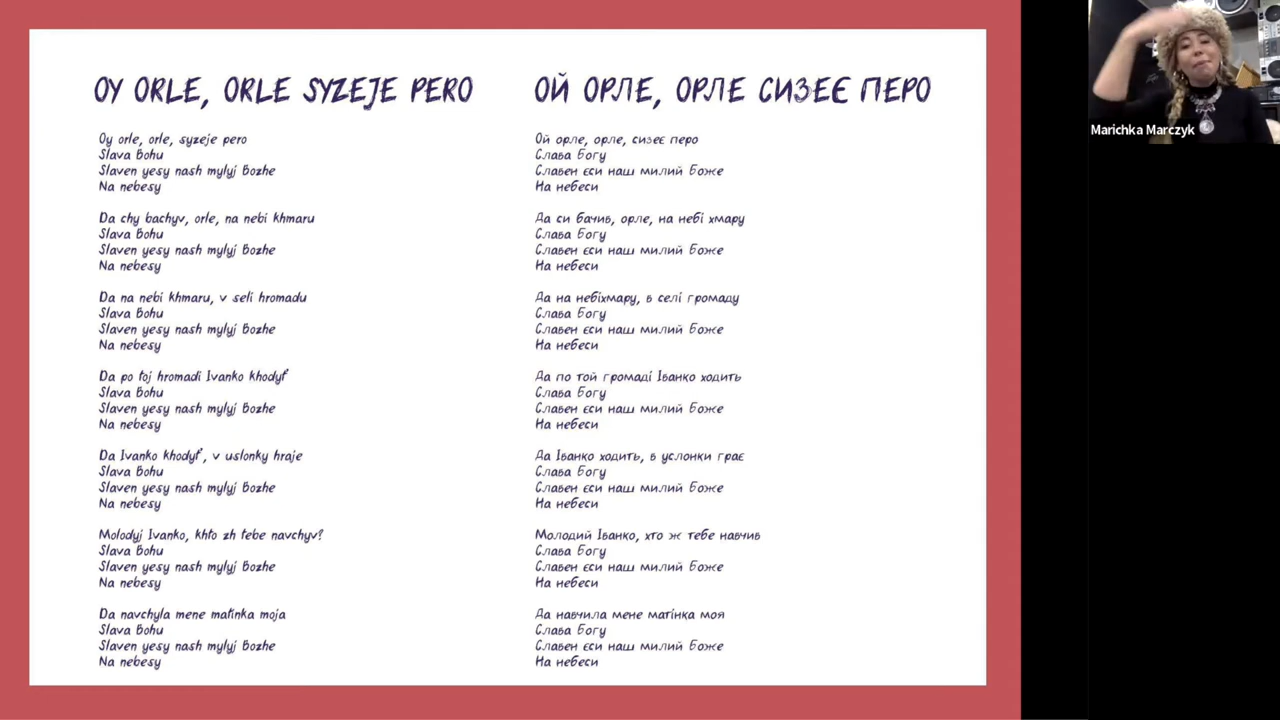 OY ORLE, ORLE SYZEJE PERO
Oy orle, orle, syzeje pero
Slava Bohu
Slaven yesy nash mylyj Bozhe
Na nebesy
Da chy bachyv, orle, na nebi khmaru
Slava Bohu
Slaven yesy nash mylyj Bozhe
Na nebesy
Da na nebi khmaru, v seli hromadu
Slava Bohu
Slaven yesy nash mylyj Bozhe
Na nebesy
Da po toj hromadi Ivanko khodyt'
Slava Bohu
Slaven yesy nash mylyj Bozhe
Na nebesy
Da Ivanko khodyt', v uslonky hraje
Slava Bohu
Slaven yesy nash mylyj Bozhe
Na nebesy
Molodyj Ivanko, khto zh tebe navchyv?
Slava Bohu
Slaven yesy nash mylyj Bozhe
Na nebesy
Da navchyla mene matinka moja
Slava Bohu
Slaven yesy nash mylyj Bozhe
Na nebesy
ОЙ ОРЛЕ, ОРЛЕ СИЗЕЄ ПЕРО
Ой орле, орле, сизеє перо
Слава Богу
Славен єси наш милий Боже
На небеси
Да си бачив, орле, на небі хмару
Слава Богу
Славен єси наш милий Боже
На небеси
Да на небіхмару, в селі громаду
Слава Богу
Славен єси наш милий Боже
На небеси
Да по той громаді Іванко ходить
Слава Богу
Славен єси наш милий Боже
На небеси
Да Іванко ходить, в услонки грає
Слава Богу
Славен єси наш милий Боже
На небеси
Молодий Іванко, хто ж тебе навчив
Слава Богу
Славен єси наш милий Боже
На небеси
Да навчила мене матінка моя
Слава Богу
Славен єси наш милий Боже
На небеси
Marichka Marczyk